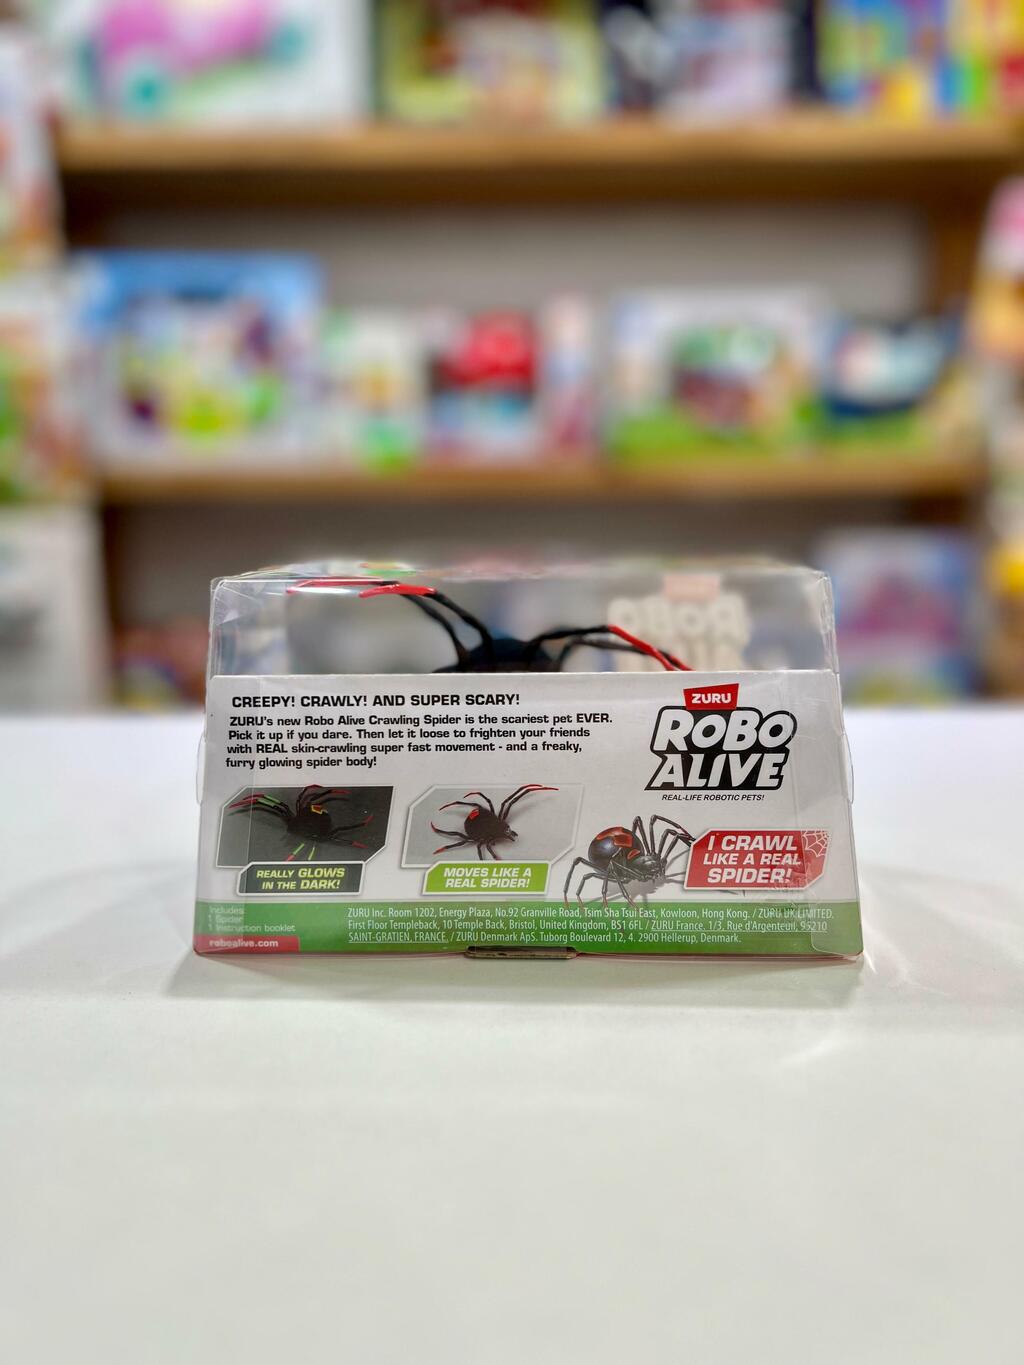 CREEPY! CRAWLY! AND SUPER SCARY!
ZURU's new Robo Alive Crawling Spider is the scariest pet EVER.
Pick it up if you dare. Then let it loose to frighten your friends
with REAL skin-crawling super fast movement - and a freaky,
furry glowing spider body!
ZURU
ROBO
ALIVE
REAL-LIFE ROBOTIC PETS!
REALLY GLOWS
IN THE DARK!
MOVES LIKE A
REAL SPIDER!
I CRAWL
LIKE A REAL
SPIDER!
Includes:
1 Spider
1 Instruction booklet
roboalive.com
ZURU Inc. Room 1202, Energy Plaza, No.92 Granville Road, Tsim Sha Tsui East, Kowloon, Hong Kong. / ZURU UK LIMITED.
First Floor Templeback, 10 Temple Back, Bristol, United Kingdom, BS1 6FL / ZURU France. 1/3, Rue d'Argenteuil, 95210
SAINT-GRATIEN, FRANCE. / ZURU Denmark ApS. Tuborg Boulevard 12, 4. 2900 Hellerup, Denmark.